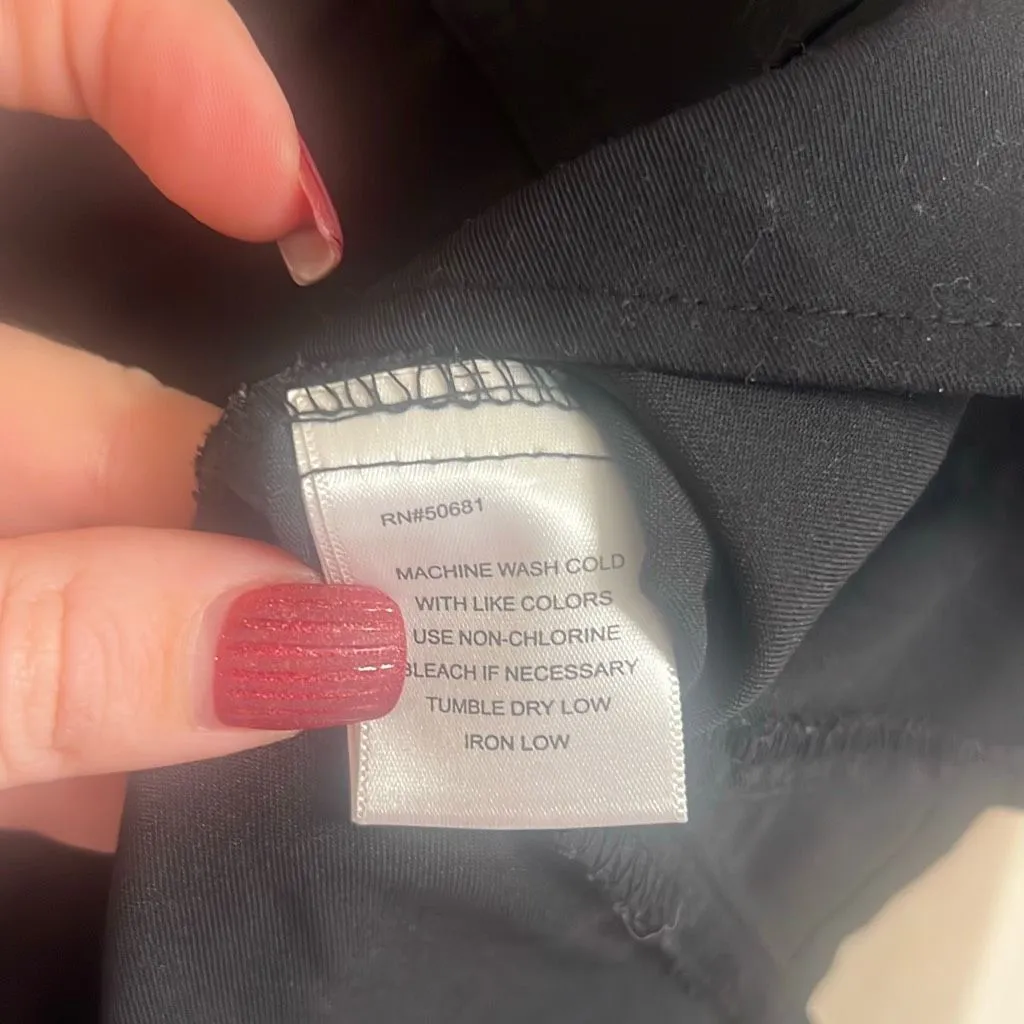 RN#50681
MACHINE WASH COLD
WITH LIKE COLORS
USE NON-CHLORINE
BLEACH IF NECESSARY
TUMBLE DRY LOW
IRON LOW